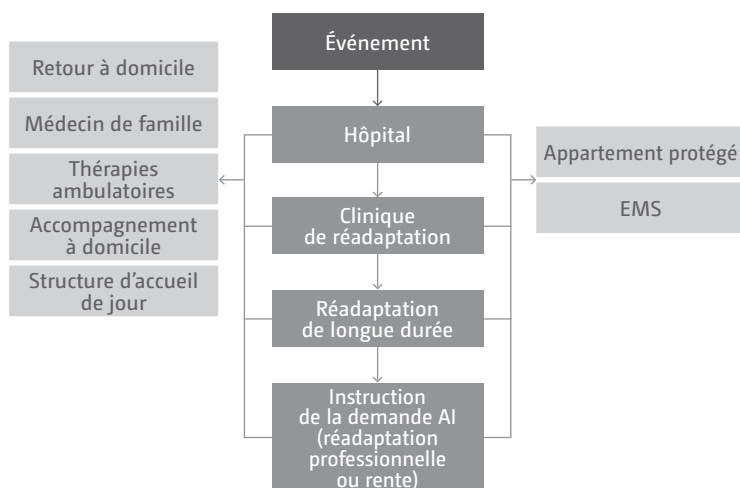 Événement
Retour à domicile
Médecin de famille
Thérapies
ambulatoires
Accompagnement
à domicile
Structure d’accueil
de jour
Hôpital
Clinique
de réadaptation
Réadaptation
de longue durée
Instruction
de la demande AI
(réadaptation
professionnelle
ou rente)
Appartement protégé
EMS